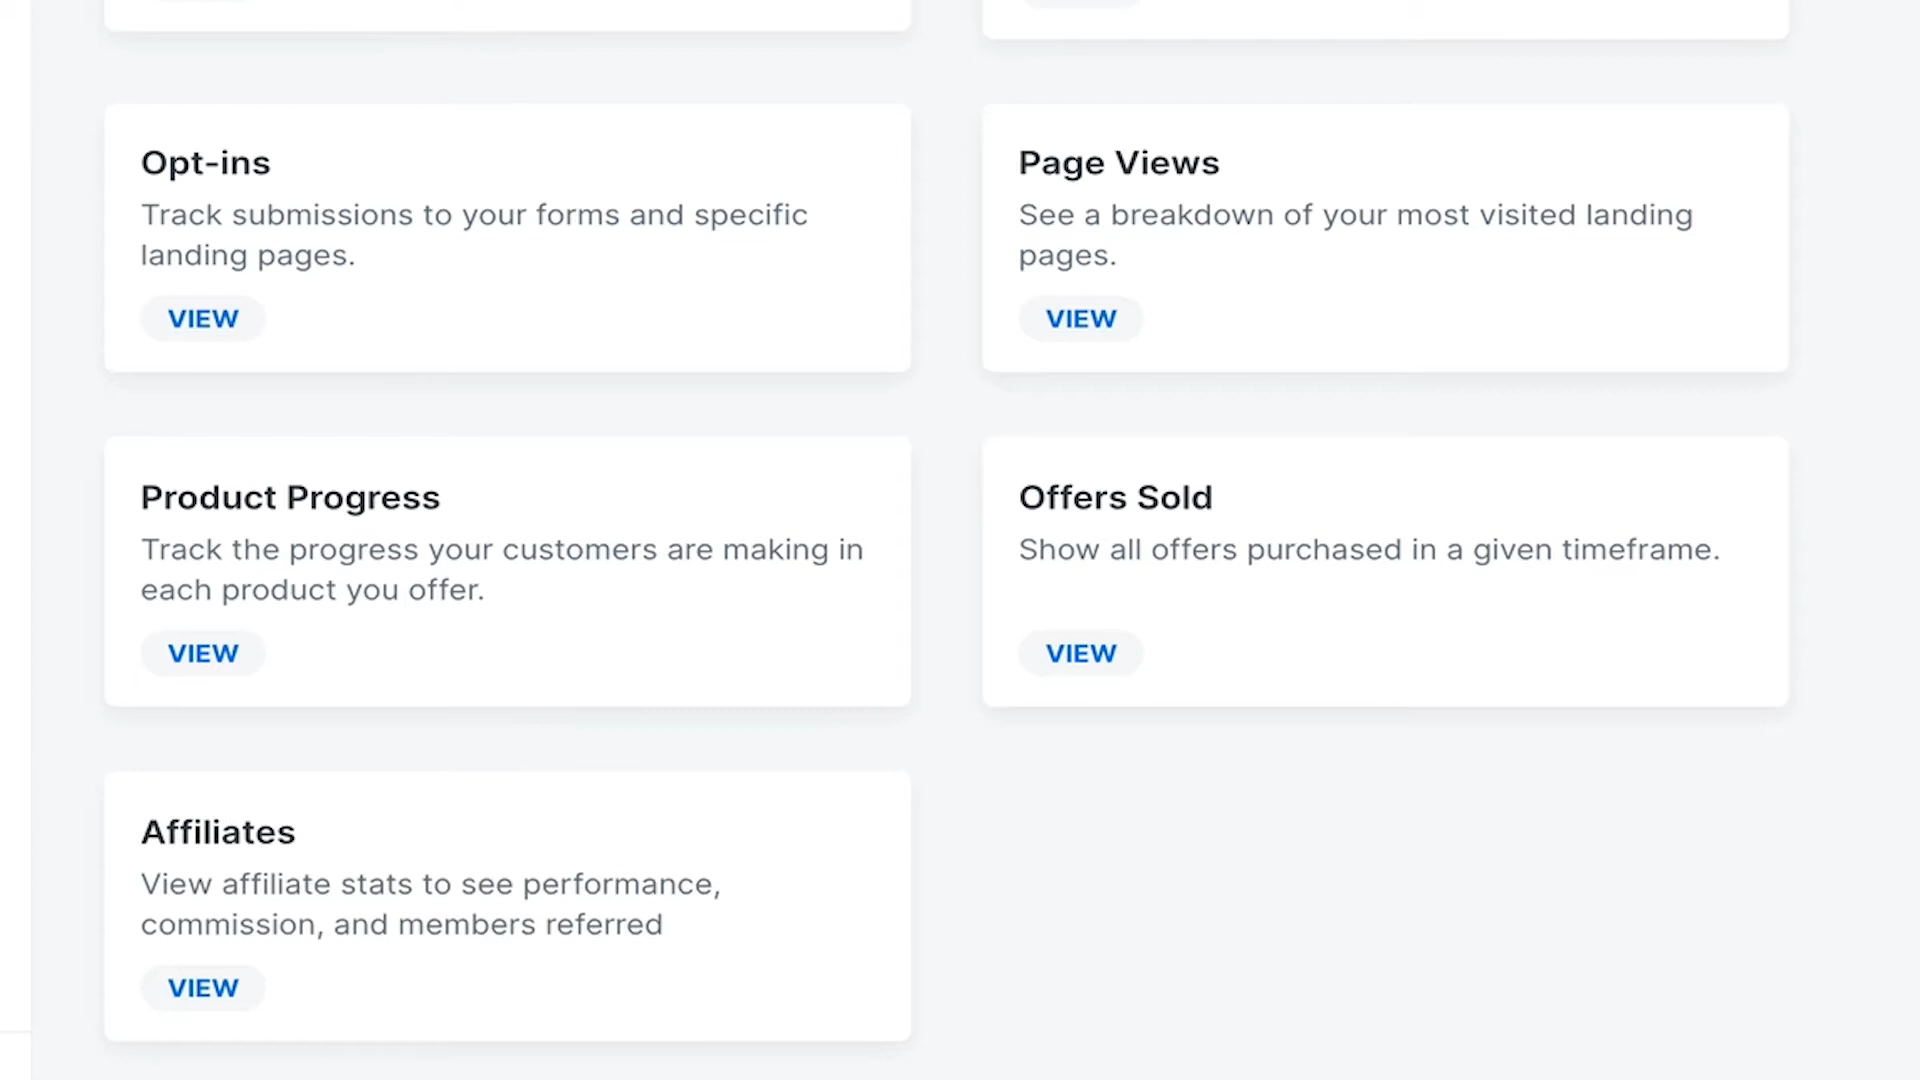 Opt-ins
Track submissions to your forms and specific
landing pages.
VIEW
Page Views
See a breakdown of your most visited landing
pages.
VIEW
Product Progress
Track the progress your customers are making in
each product you offer.
VIEW
Offers Sold
Show all offers purchased in a given timeframe.
VIEW
Affiliates
View affiliate stats to see performance,
commission, and members referred
VIEW